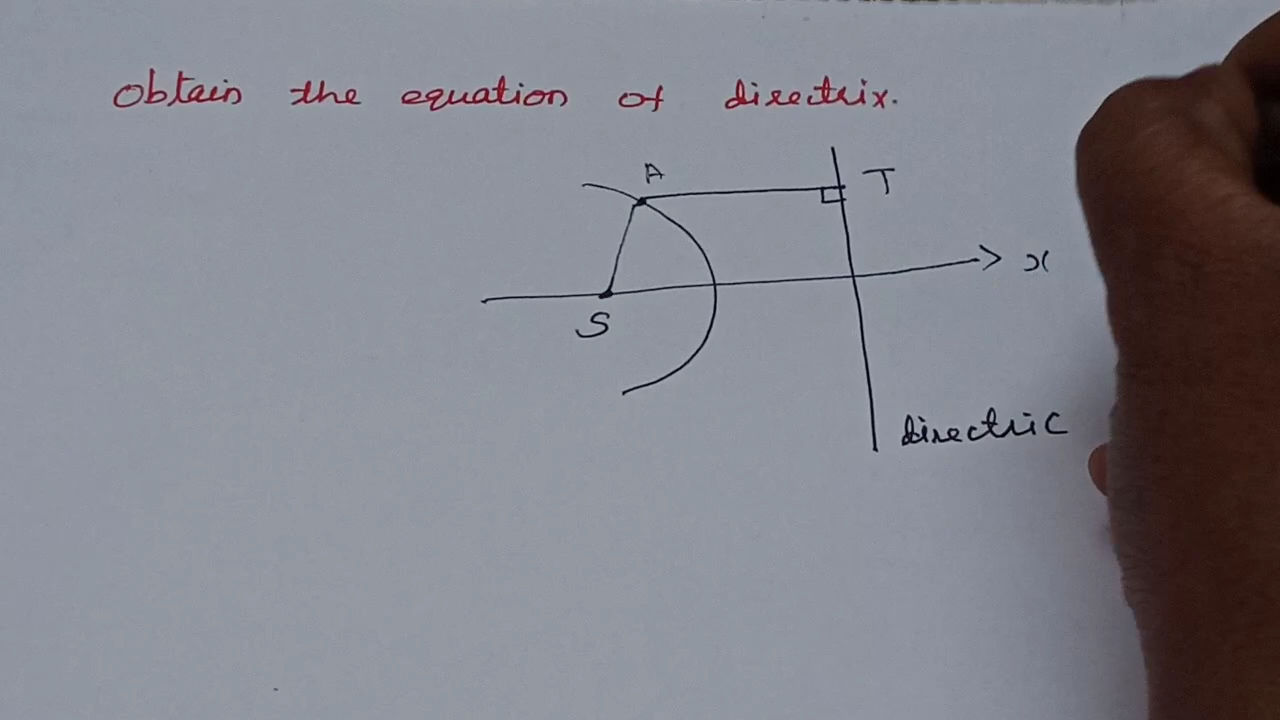 Obtain the equation of directrix.
A
T
x
S
directric